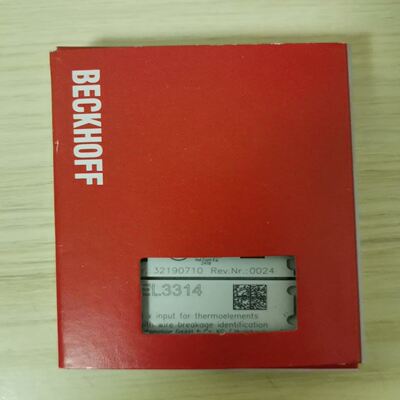 BECKHOFF
32190710 Rev.Nr.:0024
EL3314
input for thermoelements
wire breakage identification